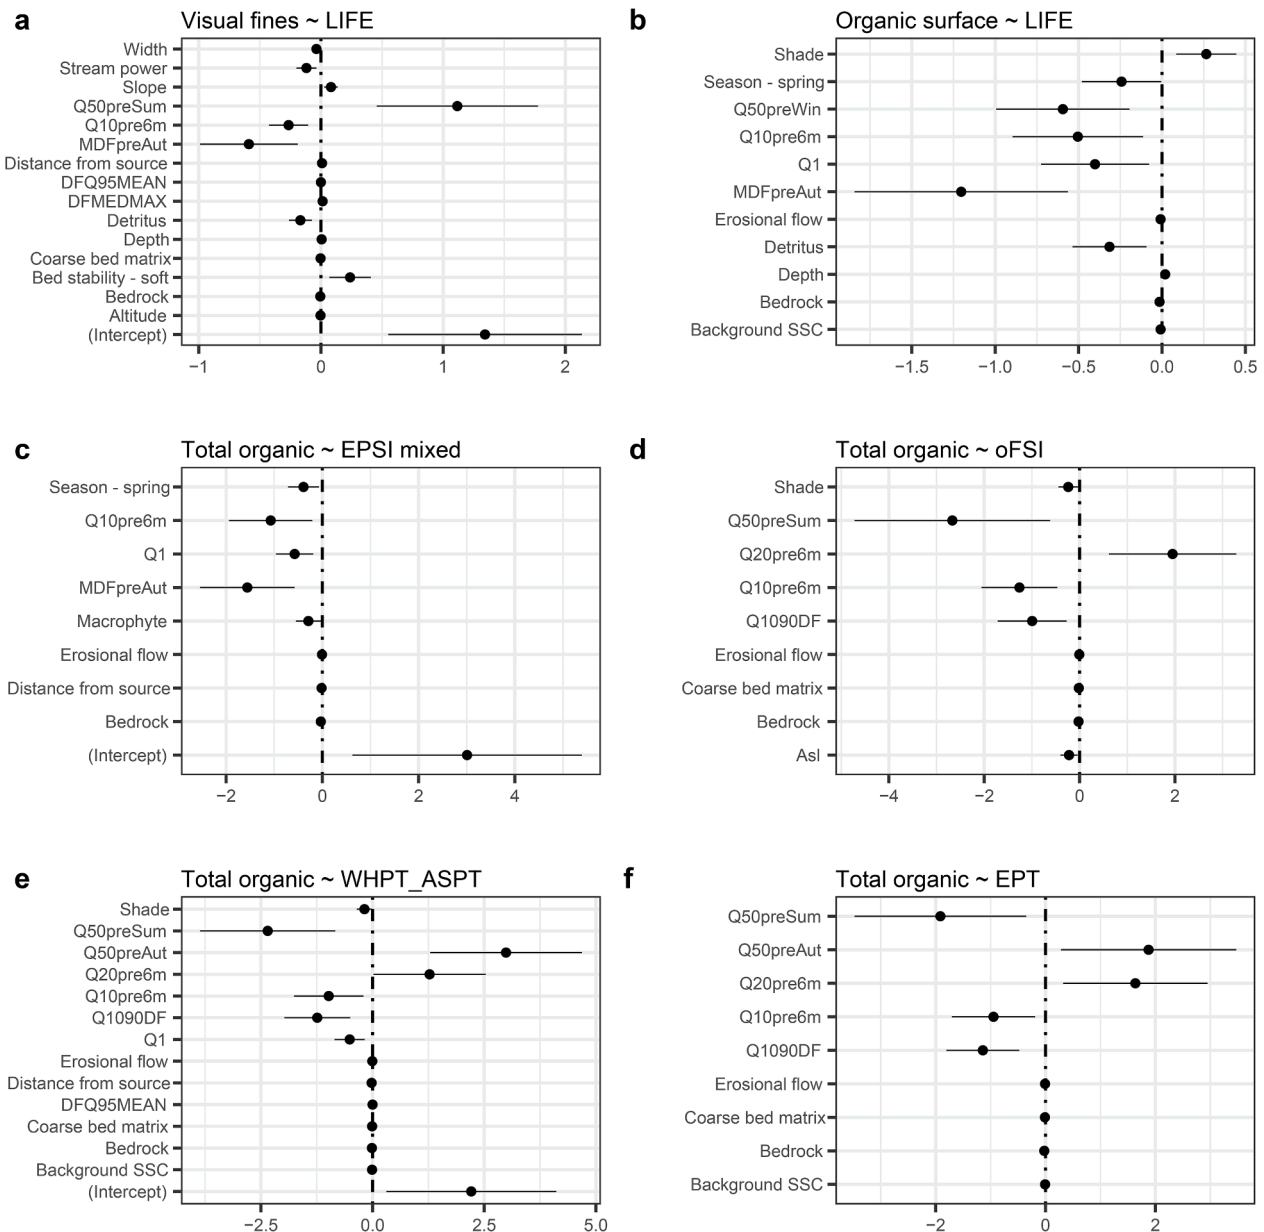 a
Visual fines ~ LIFE
Width
Stream power
Slope
Q50preSum
Q10pre6m
MDFpreAut
Distance from source
DFQ95MEAN
DFMEDMAX
Detritus
Depth
Coarse bed matrix
Bed stability - soft
Bedrock
Altitude
(Intercept)
−1 0 1 2
b
Organic surface ~ LIFE
Shade
Season - spring
Q50preWin
Q10pre6m
Q1
MDFpreAut
Erosional flow
Detritus
Depth
Bedrock
Background SSC
−1.5 −1.0 −0.5 0.0 0.5
c
Total organic ~ EPSI mixed
Season - spring
Q10pre6m
Q1
MDFpreAut
Macrophyte
Erosional flow
Distance from source
Bedrock
(Intercept)
−2 0 2 4
d
Total organic ~ oFSI
Shade
Q50preSum
Q20pre6m
Q10pre6m
Q1090DF
Erosional flow
Coarse bed matrix
Bedrock
Asl
−4 −2 0 2
e
Total organic ~ WHPT_ASPT
Shade
Q50preSum
Q50preAut
Q20pre6m
Q10pre6m
Q1090DF
Q1
Erosional flow
Distance from source
DFQ95MEAN
Coarse bed matrix
Bedrock
Background SSC
(Intercept)
−2.5 0.0 2.5 5.0
f
Total organic ~ EPT
Q50preSum
Q50preAut
Q20pre6m
Q10pre6m
Q1090DF
Erosional flow
Coarse bed matrix
Bedrock
Background SSC
−2 0 2